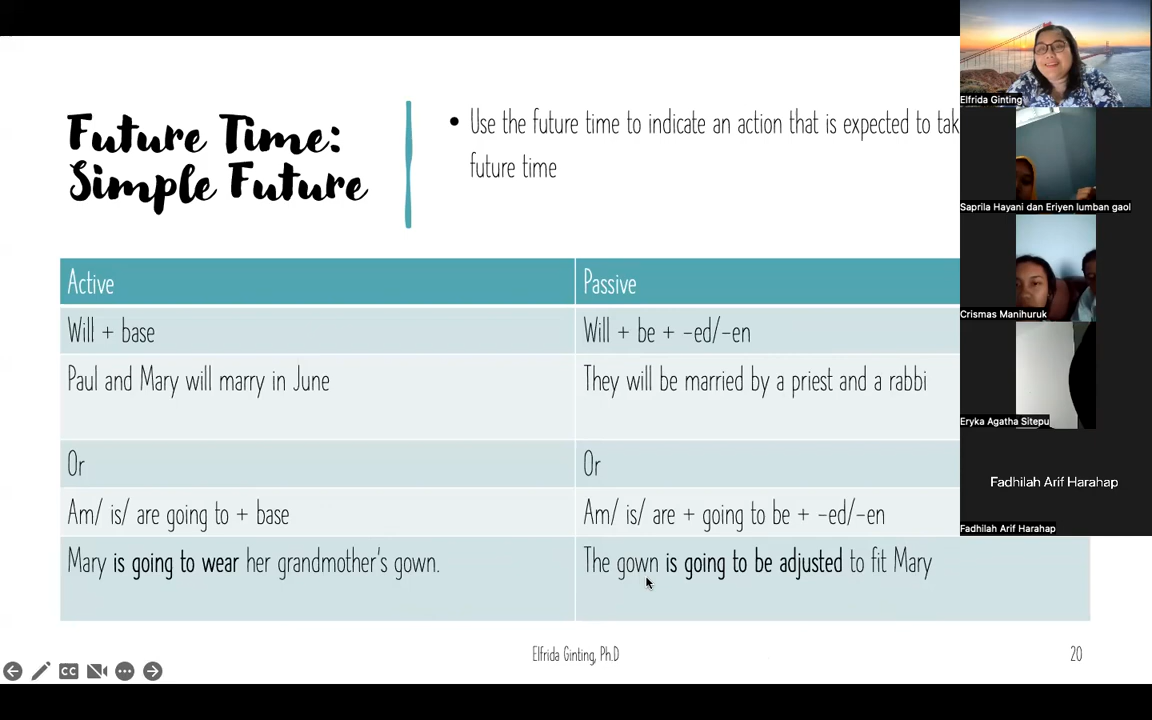 Future Time:
Simple Future
• Use the future time to indicate an action that is expected to
future time
Active
Passive
Will + base
Will + be + -ed/-en
Paul and Mary will marry in June
They will be married by a priest and a rabbi
Or
Or
Am/ is/ are going to + base
Am/ is/ are + going to be + -ed/-en
Mary is going to wear her grandmother's gown.
The gown is going to be adjusted to fit Mary
Elfrida Ginting, Ph.D
20
CC
Elfrida Ginting
Saprila Hayani dan Eriyen lumban gaol
Crismas Manihuruk
Eryka Agatha Sitepu
Fadhilah Arif Harahap
Fadhilah Arif Harahap